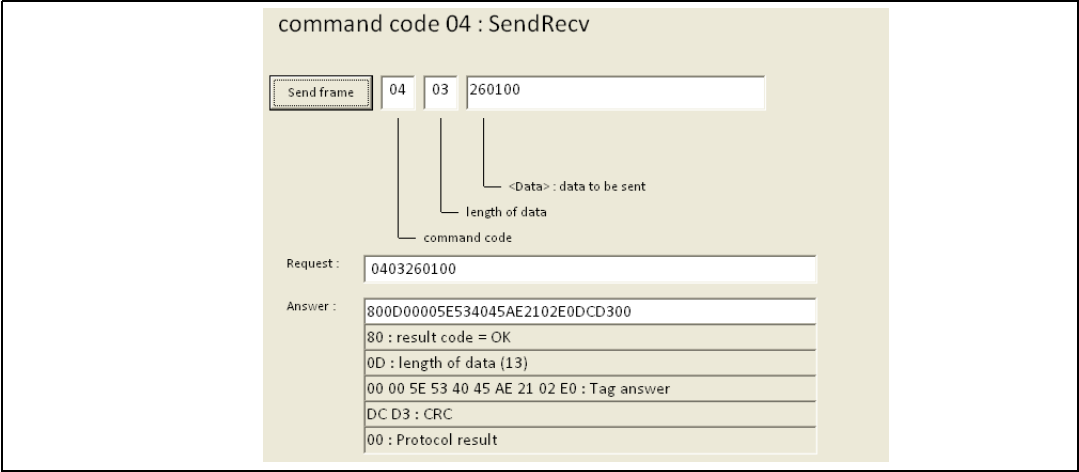 command code 04 : SendRecv
Send frame 04 03 260100
<Data> : data to be sent
length of data
command code
Request : 0403260100
Answer : 800D00005E534045AE2102E0DCD300
80 : result code = OK
0D : length of data (13)
00 00 5E 53 40 45 AE 21 02 E0 : Tag answer
DC D3 : CRC
00 : Protocol result